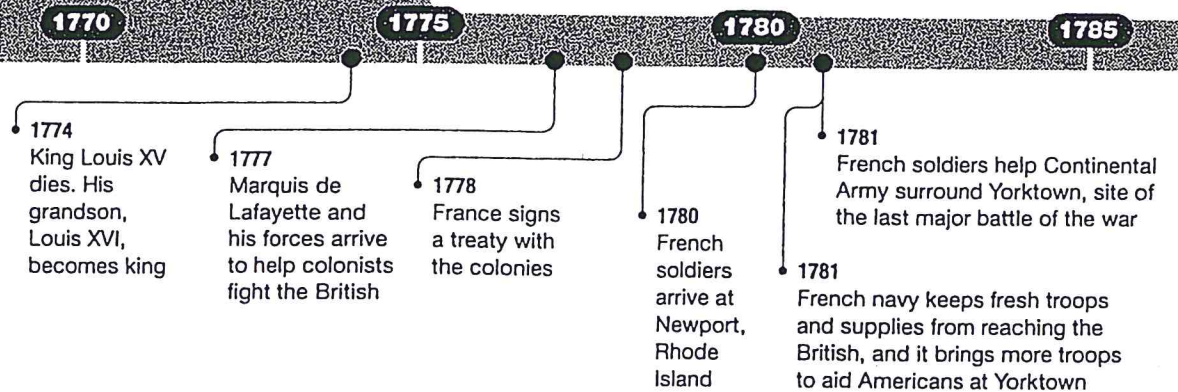 1770
1775
1780
1785
1774
King Louis XV
dies. His
grandson,
Louis XVI,
becomes king
1777
Marquis de
Lafayette and
his forces arrive
to help colonists
fight the British
1778
France signs
a treaty with
the colonies
1780
French
soldiers
arrive at
Newport,
Rhode
Island
1781
French soldiers help Continental
Army surround Yorktown, site of
the last major battle of the war
1781
French navy keeps fresh troops
and supplies from reaching the
British, and it brings more troops
to aid Americans at Yorktown